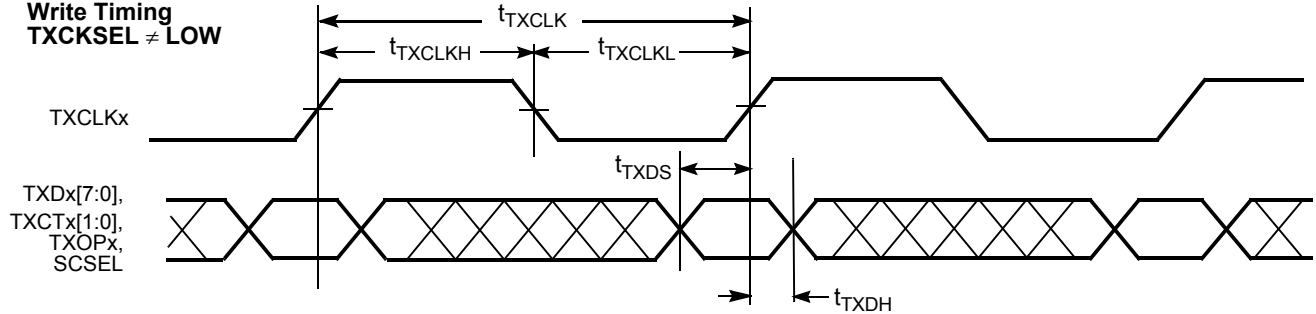 Write Timing
TXCKSEL ≠ LOW
tTXCLK
tTXCLKH
tTXCLKL
TXCLKx
tTXDS
TXDx[7:0],
TXCTx[1:0],
TXOPx,
SCSEL
tTXDH